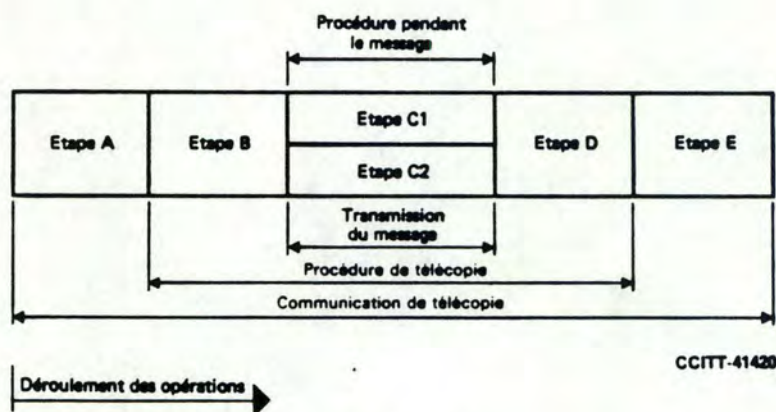 Procédure pendant
le message
Etape A
Etape B
Etape C1
Etape C2
Etape D
Etape E
Transmission
du message
Procédure de télécopie
Communication de télécopie
CCITT-41420
Déroulement des opérations